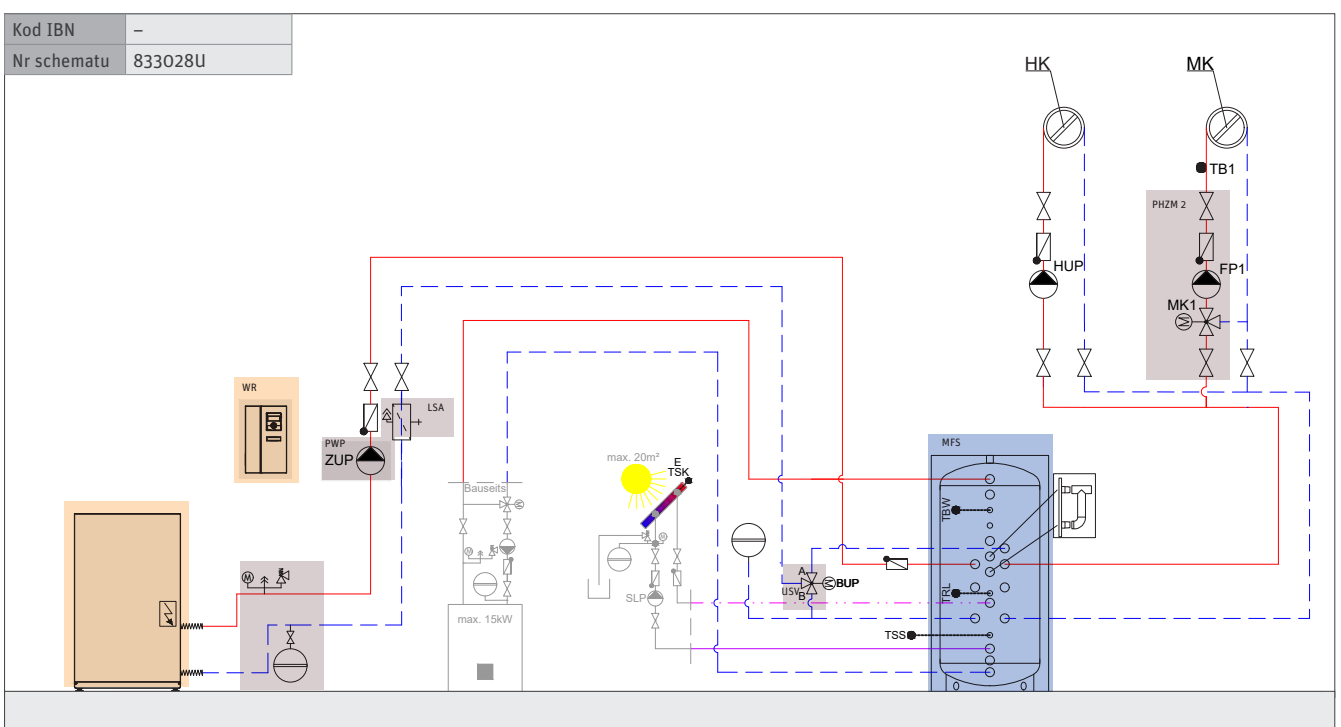 Kod IBN –
Nr schematu 833028U
HK
MK
TB1
PHZM 2
HUP
FP1
MK1
M
WR
LSA
PWP
ZUP
MFS
max. 20m²
E
TSK
Bauseits
M
TBW
M
M
M
A
USV
B
M
BUP
TRL
SLP
max. 15kW
TSS